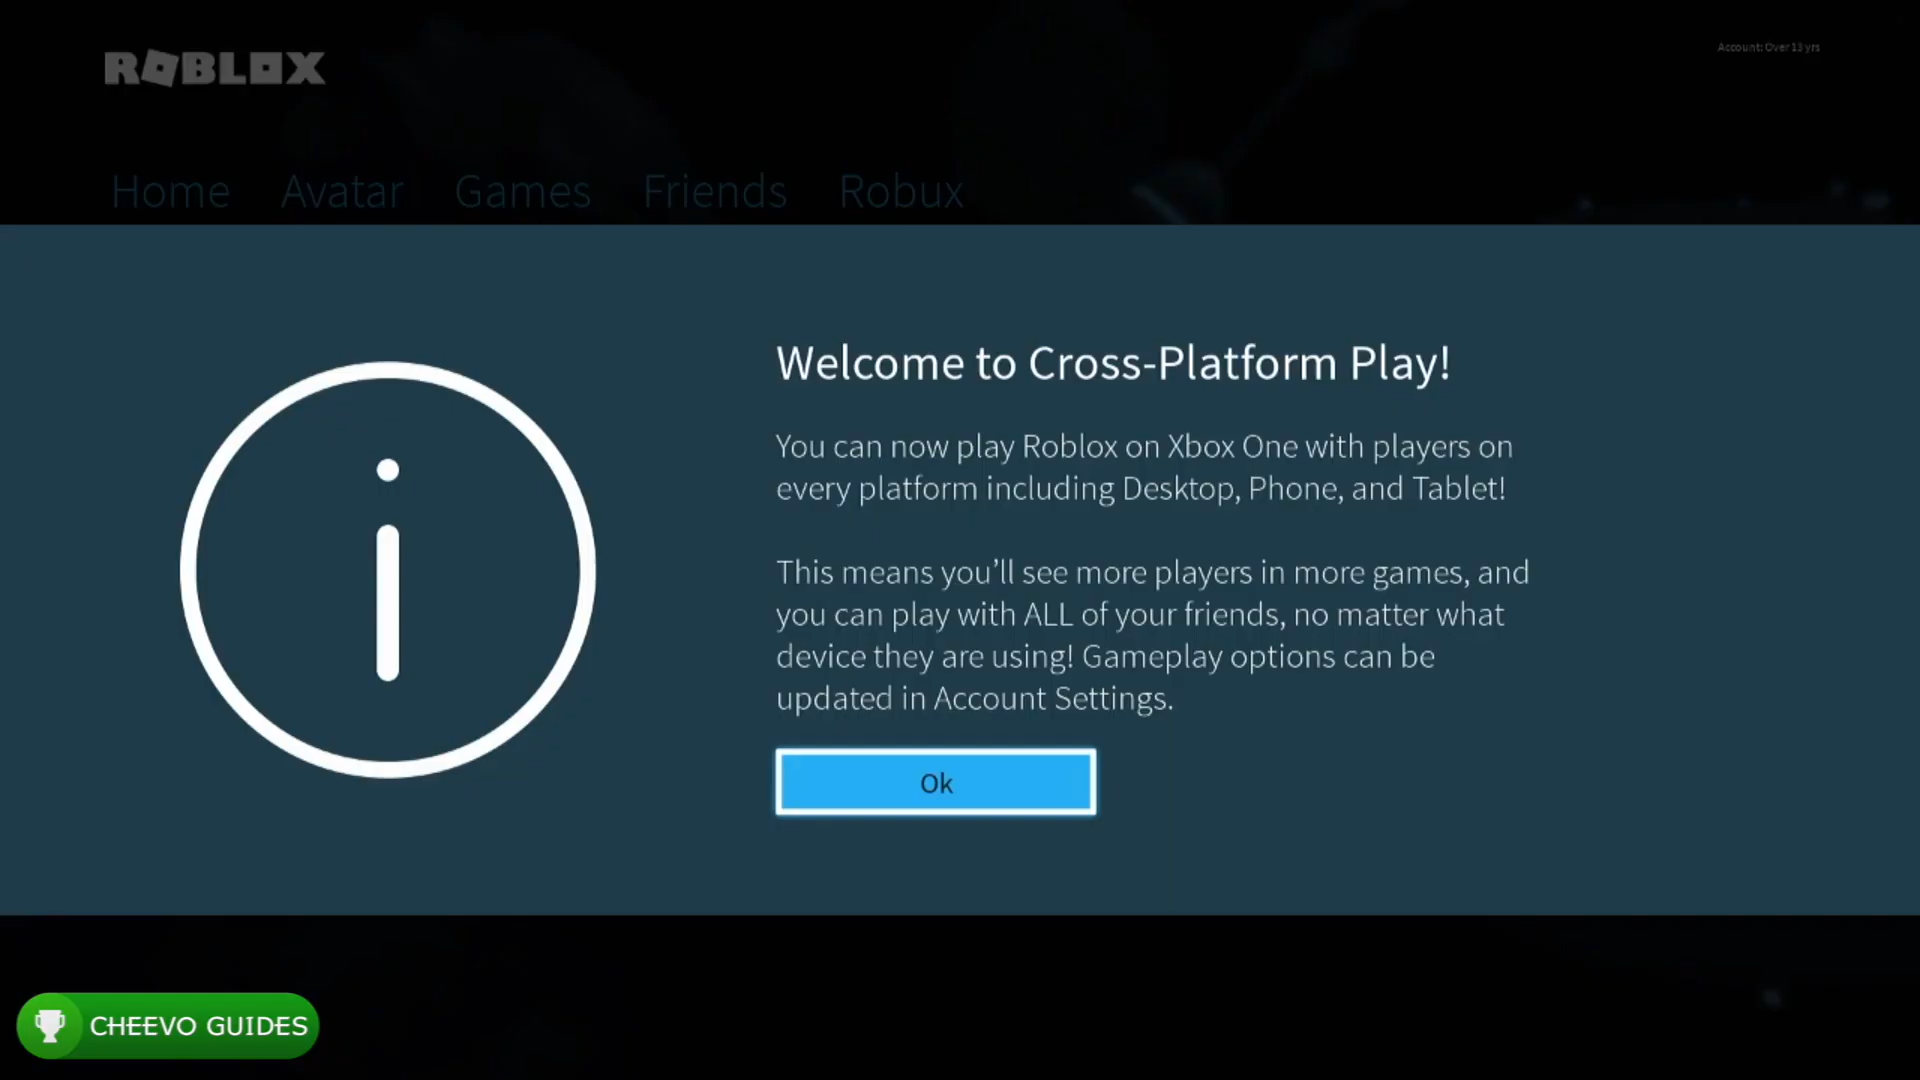 ROBLOX
Account: Over 13 yrs
Home Avatar Games Friends Robux
Welcome to Cross-Platform Play!
You can now play Roblox on Xbox One with players on
every platform including Desktop, Phone, and Tablet!
This means you’ll see more players in more games, and
you can play with ALL of your friends, no matter what
device they are using! Gameplay options can be
updated in Account Settings.
Ok
CHEEVO GUIDES